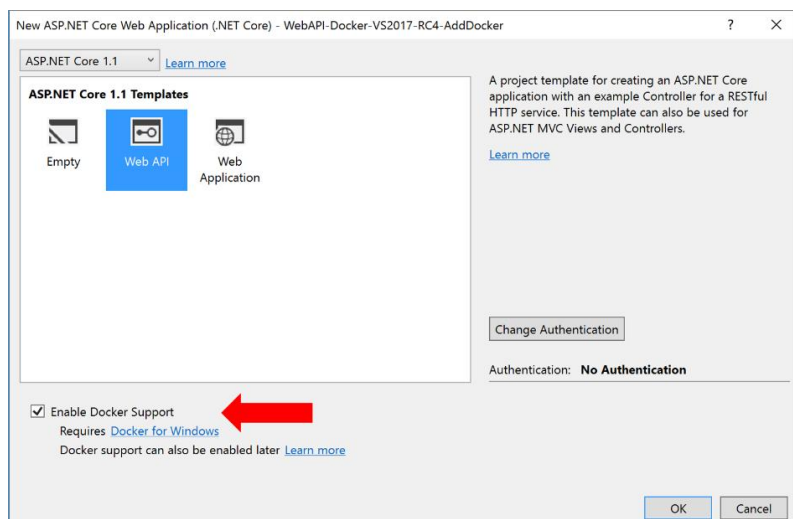 New ASP.NET Core Web Application (.NET Core) - WebAPI-Docker-VS2017-RC4-AddDocker
? X
ASP.NET Core 1.1 Learn more
ASP.NET Core 1.1 Templates
Empty
Web API
Web
Application
A project template for creating an ASP.NET Core
application with an example Controller for a RESTful
HTTP service. This template can also be used for
ASP.NET MVC Views and Controllers.
Learn more
Change Authentication
Authentication: No Authentication
Enable Docker Support
Requires Docker for Windows
Docker support can also be enabled later Learn more
OK
Cancel